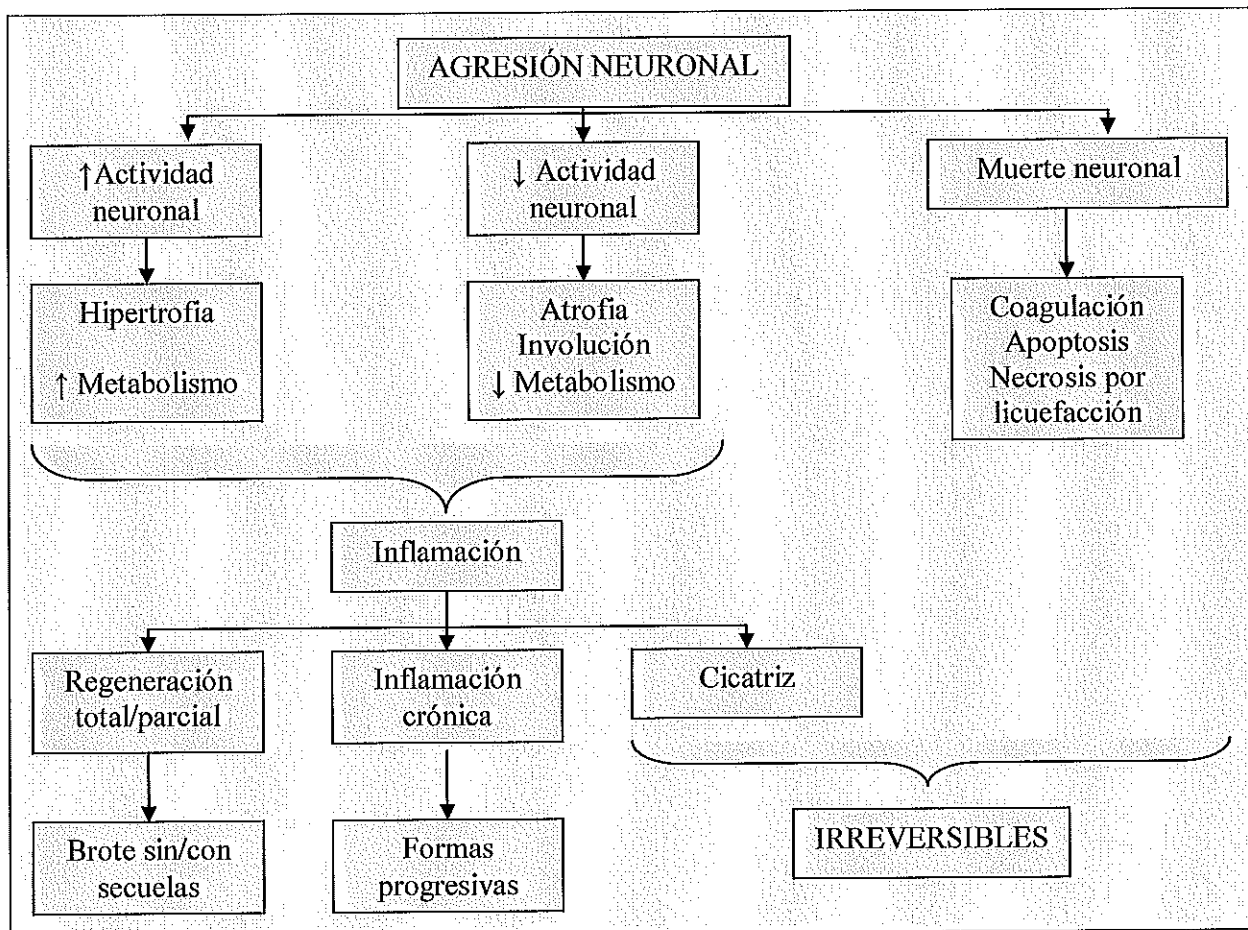 AGRESIÓN NEURONAL
↑Actividad
neuronal
↓ Actividad
neuronal
Muerte neuronal
Hipertrofia
↑ Metabolismo
Atrofia
Involución
↓ Metabolismo
Coagulación
Apoptosis
Necrosis por
licuefacción
Inflamación
Regeneración
total/parcial
Inflamación
crónica
Cicatriz
Brote sin/con
secuelas
Formas
progresivas
IRREVERSIBLES